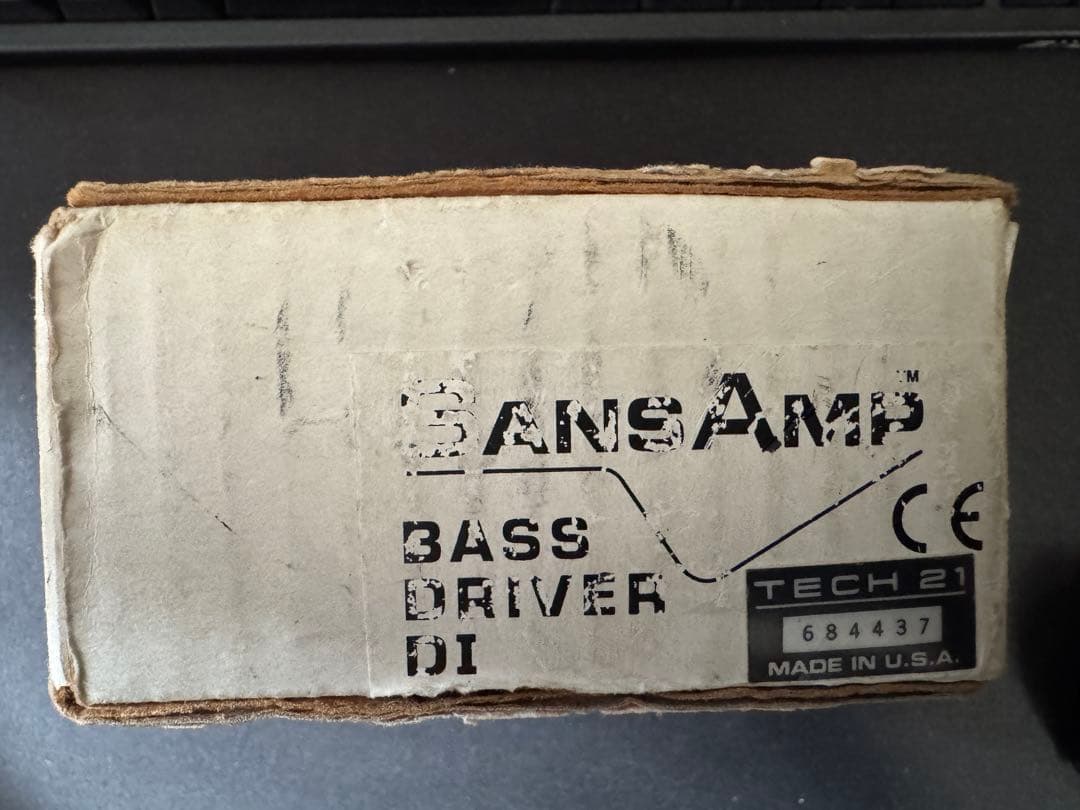 SANSAMP™
BASS
DRIVER
DI
CE
TECH 21
684437
MADE IN U.S.A.